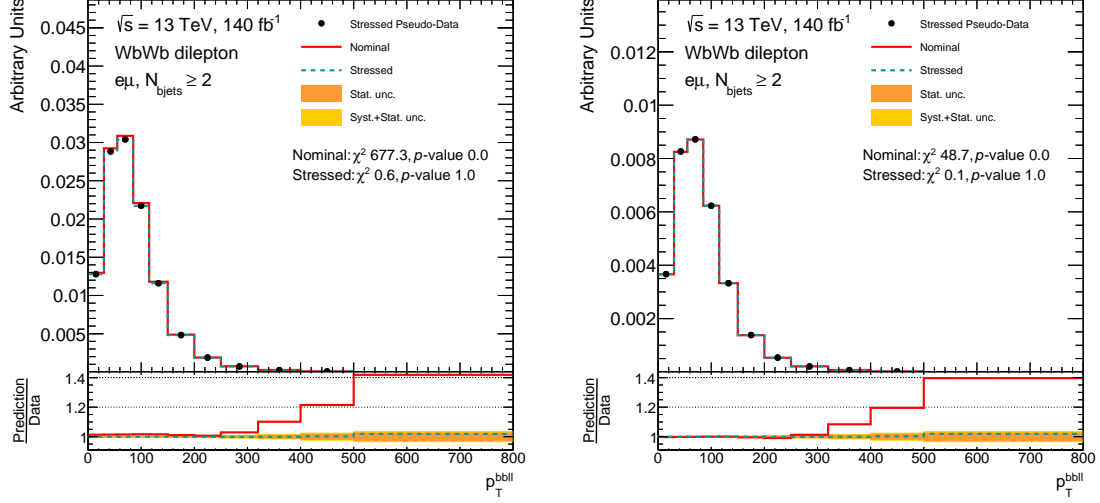 Arbitrary Units
0.045
0.04
0.035
0.03
0.025
0.02
0.015
0.01
0.005
√s = 13 TeV, 140 fb⁻¹
WbWb dilepton
eμ, N_bjets ≥ 2
Stressed Pseudo-Data
Nominal
Stressed
Stat. unc.
Syst.+Stat. unc.
Nominal: χ² 677.3, p-value 0.0
Stressed: χ² 0.6, p-value 1.0
Prediction
Data
1.4
1.2
1
0 100 200 300 400 500 600 700 800
p_T^bbll
Arbitrary Units
0.012
0.01
0.008
0.006
0.004
0.002
√s = 13 TeV, 140 fb⁻¹
WbWb dilepton
eμ, N_bjets ≥ 2
Stressed Pseudo-Data
Nominal
Stressed
Stat. unc.
Syst.+Stat. unc.
Nominal: χ² 48.7, p-value 0.0
Stressed: χ² 0.1, p-value 1.0
Prediction
Data
1.4
1.2
1
0 100 200 300 400 500 600 700 800
p_T^bbll